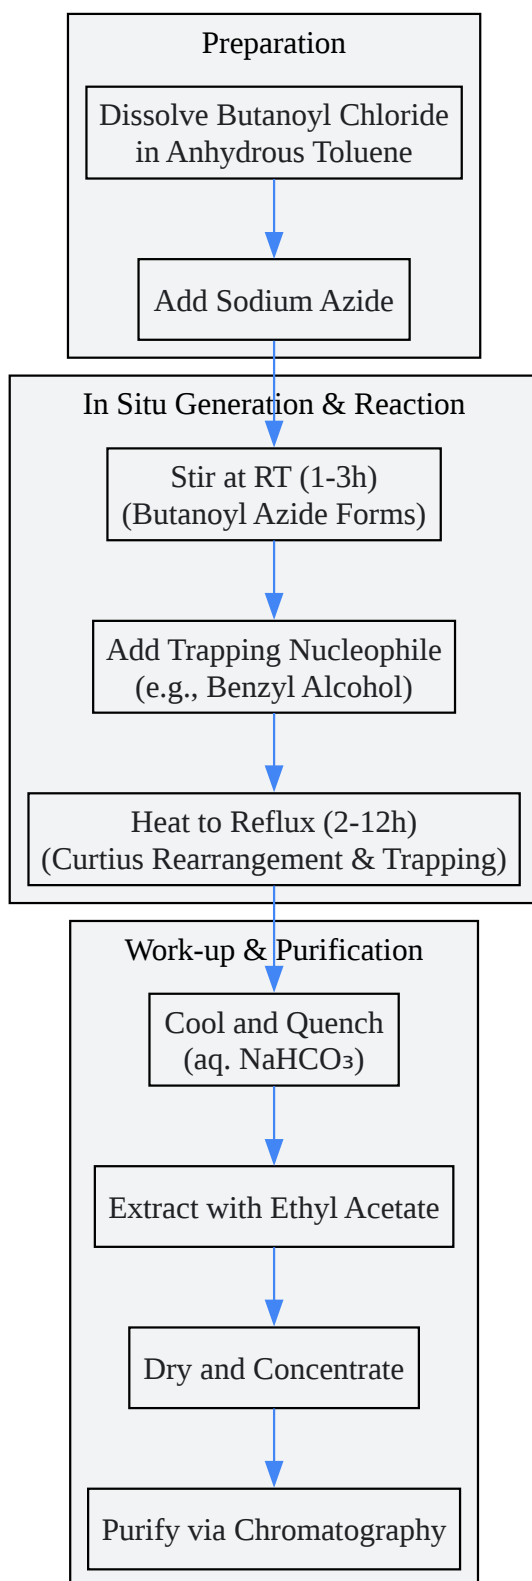 Preparation
Dissolve Butanoyl Chloride
in Anhydrous Toluene
Add Sodium Azide
In Situ Generation & Reaction
Stir at RT (1-3h)
(Butanoyl Azide Forms)
Add Trapping Nucleophile
(e.g., Benzyl Alcohol)
Heat to Reflux (2-12h)
(Curtius Rearrangement & Trapping)
Work-up & Purification
Cool and Quench
(aq. NaHCO₃)
Extract with Ethyl Acetate
Dry and Concentrate
Purify via Chromatography